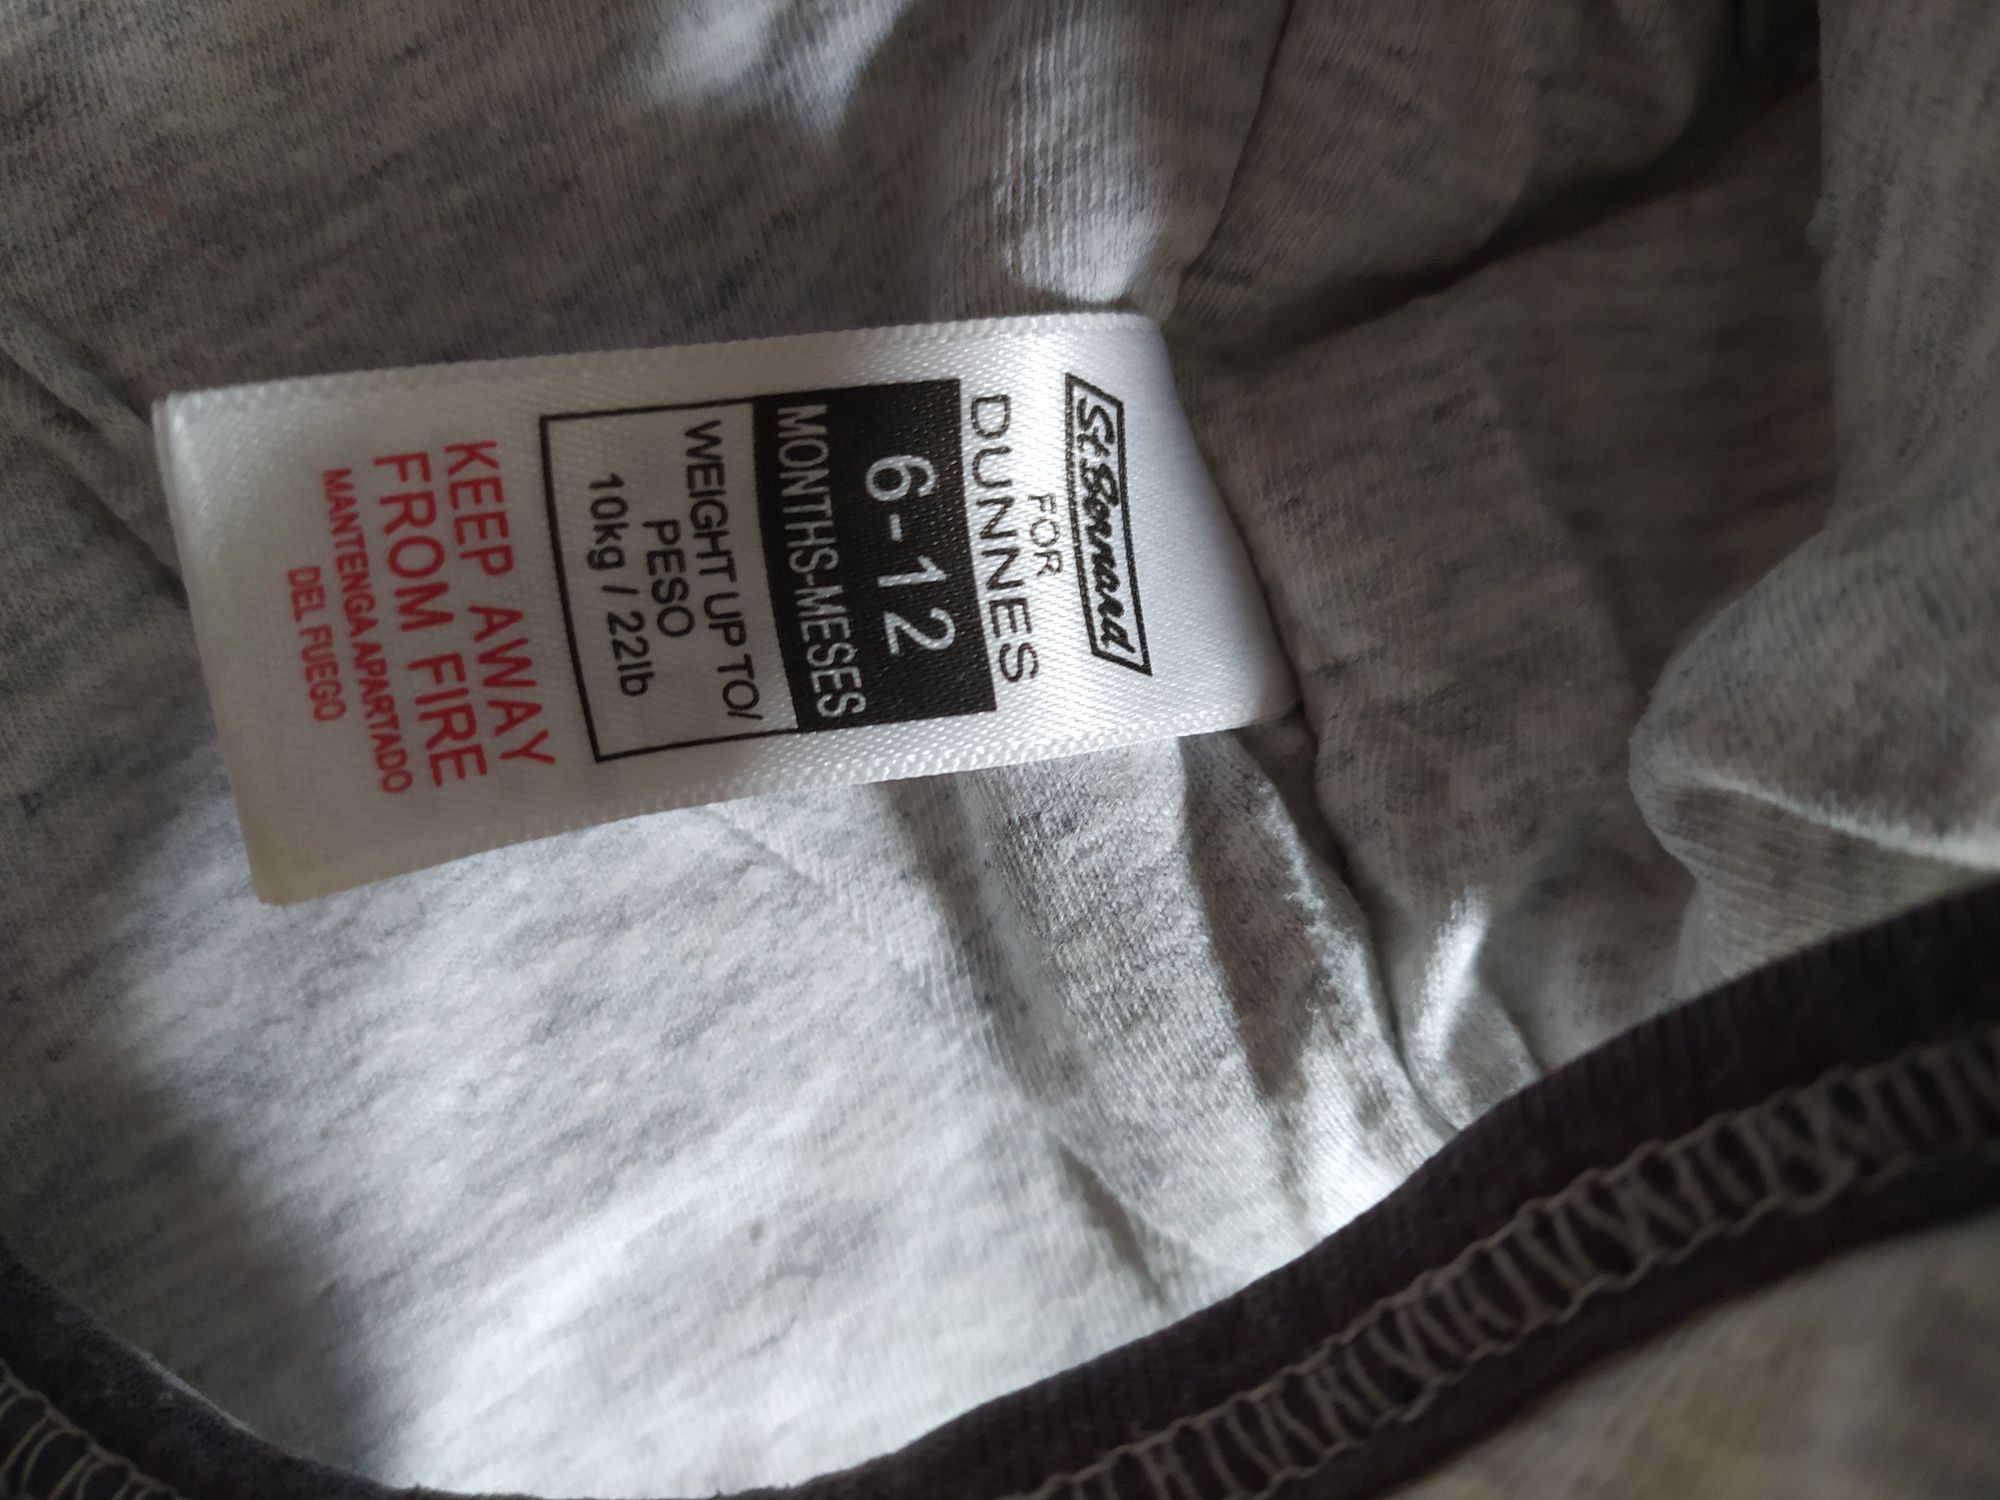 St Bernard
FOR
DUNNES
6-12
MONTHS-MESES
WEIGHT UP TO/
PESO
10kg / 22lb
KEEP AWAY
FROM FIRE
MANTENGA APARTADO
DEL FUEGO